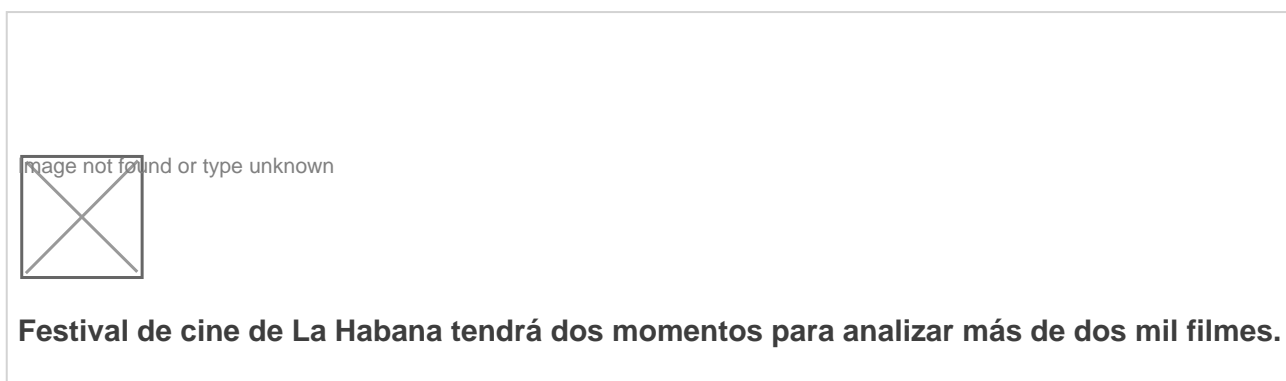 Image not found or type unknown
Festival de cine de La Habana tendrá dos momentos para analizar más de dos mil filmes.